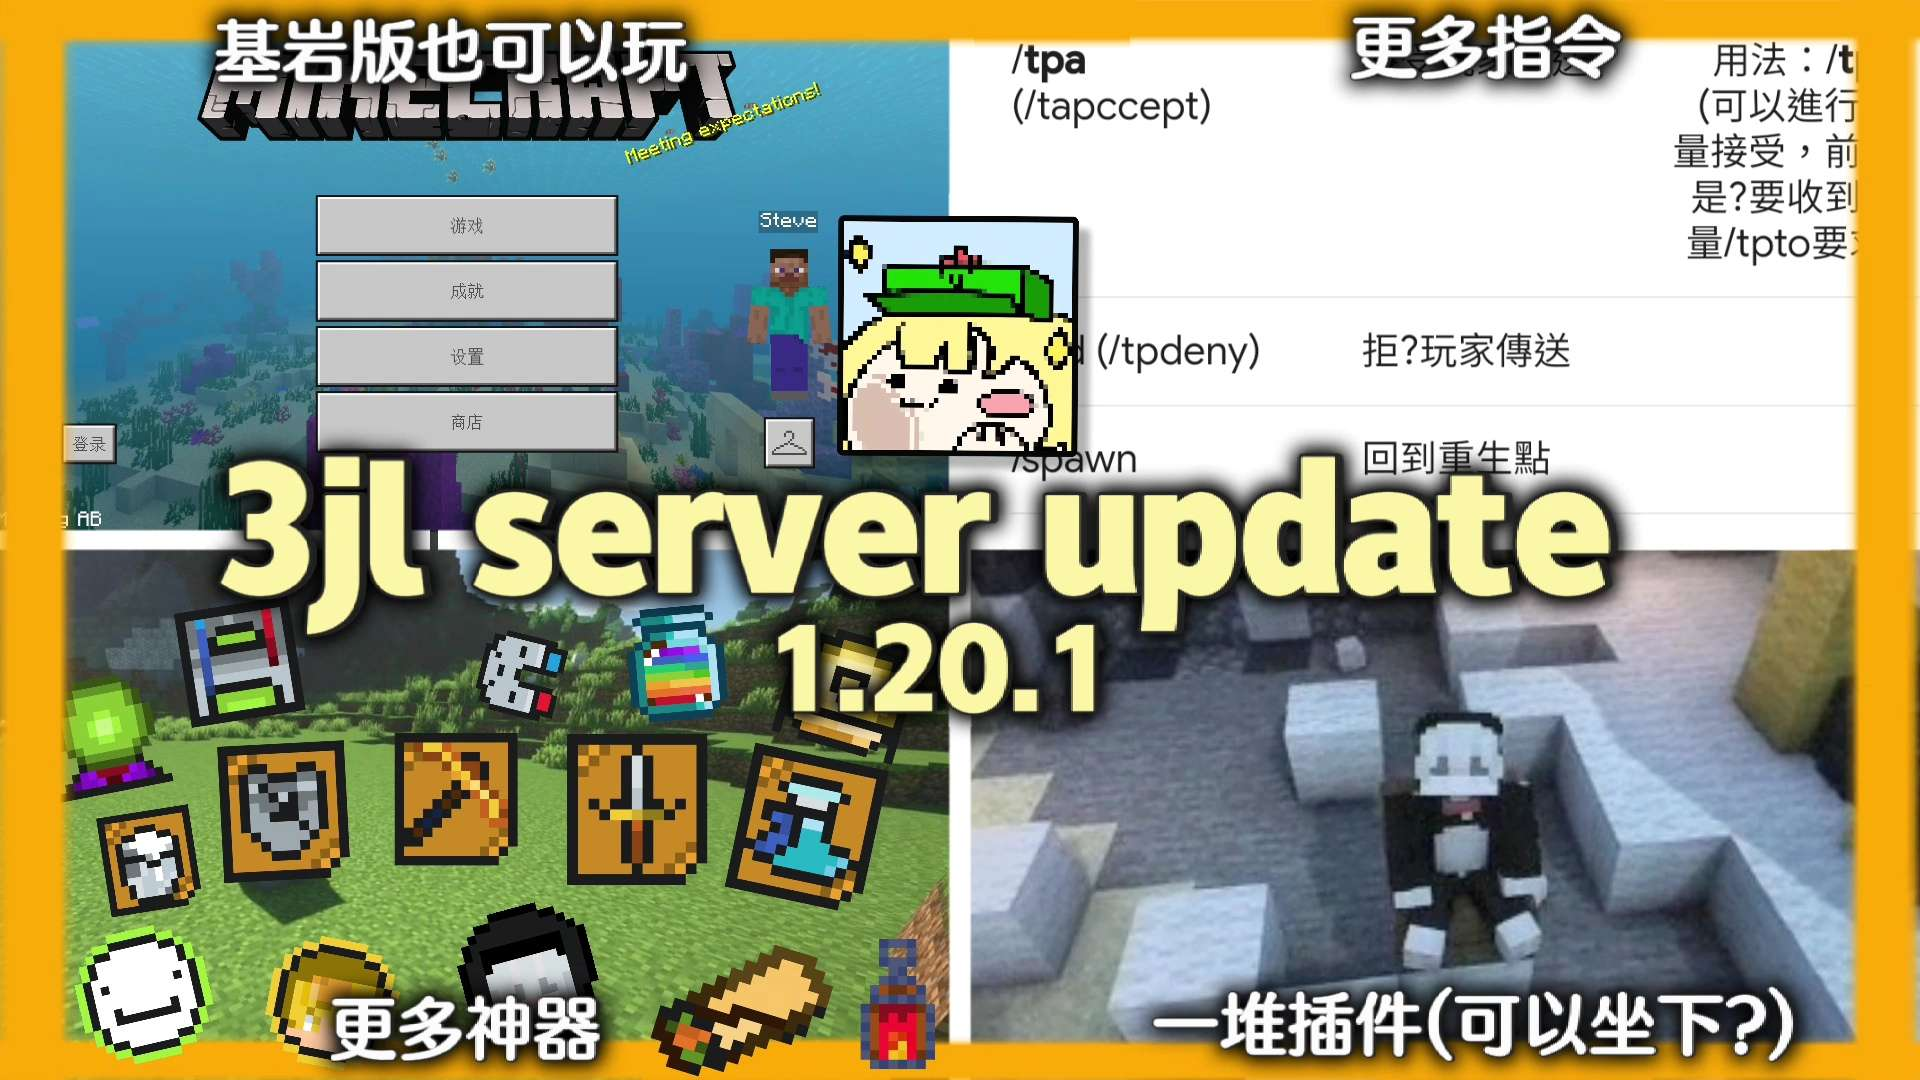 基岩版也可以玩
更多指令
MINECRAFT
Meeting expectations!
Steve
游戏
成就
设置
商店
登录
AB
/tpa
(/tapccept)
用法：/t
(可以進行
量接受，前
是?要收到
量/tpto要
(/tpdeny)
拒?玩家傳送
/spawn
回到重生點
3jl server update
1.20.1
更多神器
一堆插件(可以坐下?)